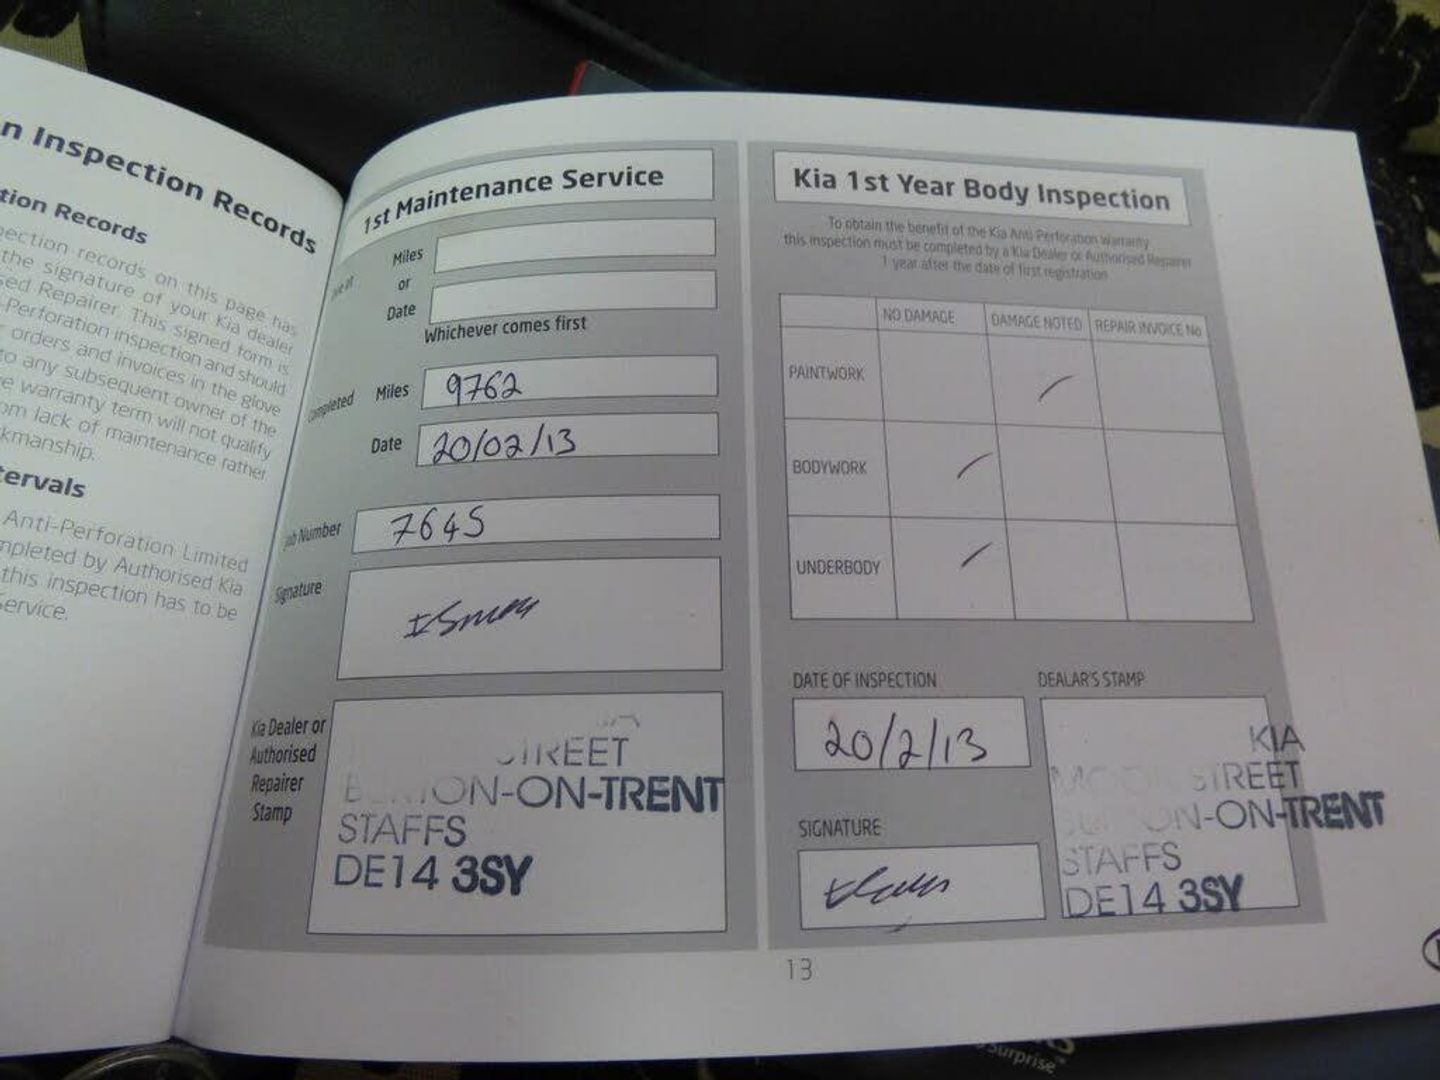 n Inspection Records
tion Records
ection records on this page has
the signature of your Kia dealer
sed Repairer. This signed form is
Perforation inspection and should
orders and invoices in the glove
to any subsequent owner of the
e warranty term will not qualify
om lack of maintenance rather
kmanship.
ervals
Anti-Perforation Limited
mpleted by Authorised Kia
this inspection has to be
Service.
1st Maintenance Service
Miles
or
Date
Whichever comes first
Completed Miles 9762
Date 20/02/13
Job Number 7645
Signature
Kia Dealer or
Authorised
Repairer
Stamp
STREET
BURTON-ON-TRENT
STAFFS
DE14 3SY
Kia 1st Year Body Inspection
To obtain the benefit of the Kia Anti Perforation Warranty
this inspection must be completed by a Kia Dealer or Authorised Repairer
1 year after the date of first registration
NO DAMAGE DAMAGE NOTED REPAIR INVOICE No
PAINTWORK
BODYWORK
UNDERBODY
DATE OF INSPECTION
20/2/13
SIGNATURE
DEALAR'S STAMP
KIA
STREET
BURTON-ON-TRENT
STAFFS
DE14 3SY
13
Surprise™